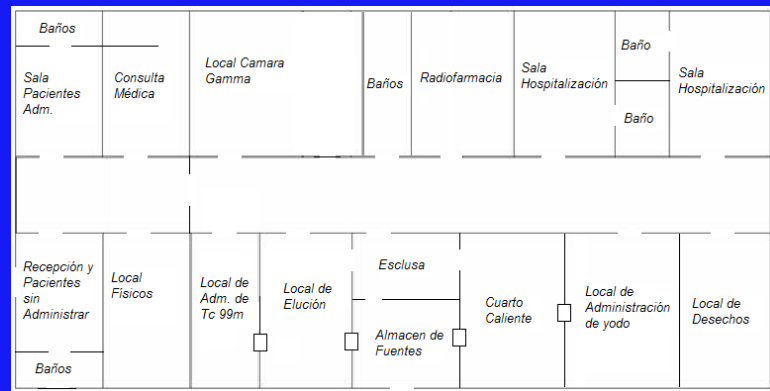 Baños
Sala
Pacientes
Adm.
Consulta
Médica
Local Camara
Gamma
Baños
Radiofarmacia
Sala
Hospitalización
Baño
Baño
Sala
Hospitalización
Recepción y
Pacientes
sin
Administrar
Baños
Local
Físicos
Local de
Adm. de
Tc 99m
Local de
Elución
Esclusa
Almacen de
Fuentes
Cuarto
Caliente
Local de
Administración
de yodo
Local de
Desechos